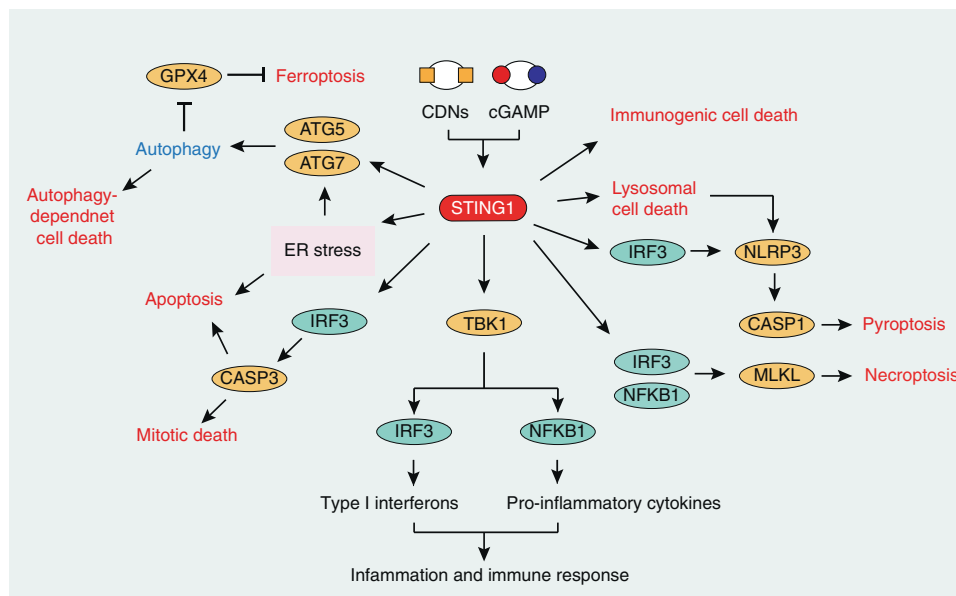 GPX4
Ferroptosis
CDNs
cGAMP
Immunogenic cell death
ATG5
Autophagy
ATG7
Autophagy-
dependnet
cell death
STING1
Lysosomal
cell death
ER stress
IRF3
NLRP3
Apoptosis
IRF3
TBK1
CASP1
Pyroptosis
CASP3
IRF3
NFKB1
MLKL
Necroptosis
Mitotic death
IRF3
NFKB1
Type I interferons
Pro-inflammatory cytokines
Infammation and immune response